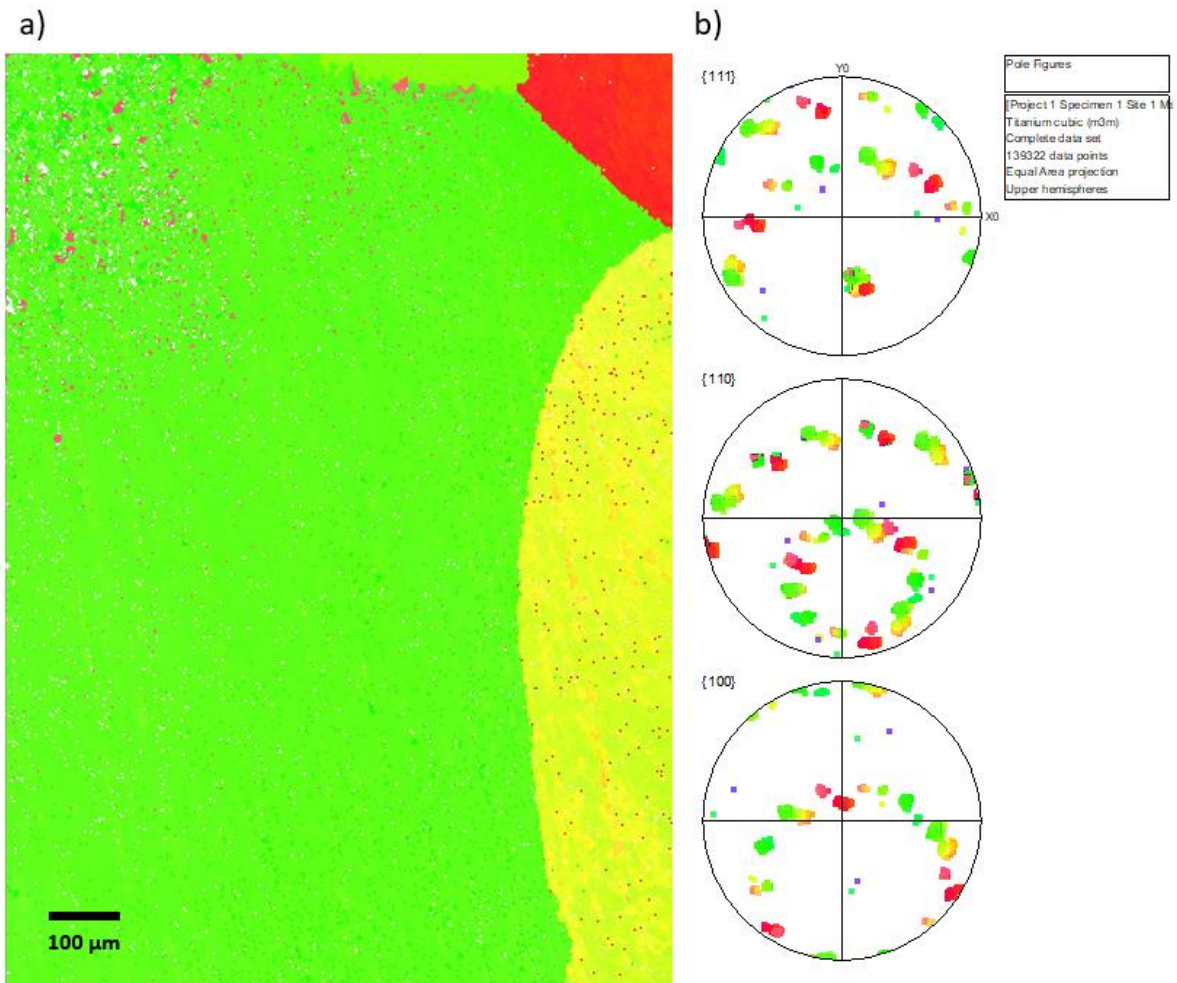 a)
b)
{111}
Y0
X0
Pole Figures
[Project 1 Specimen 1 Site 1
Titanium cubic (m3m)
Complete data set
139322 data points
Equal Area projection
Upper hemispheres
{110}
{100}
100 µm